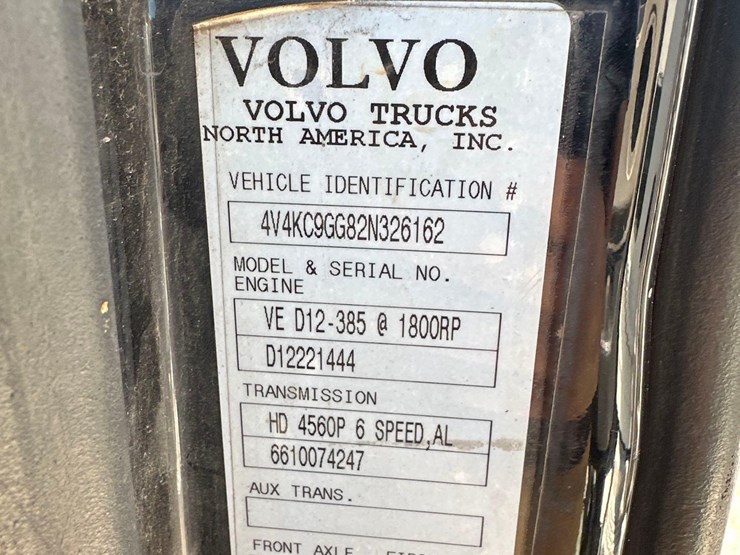 VOLVO
VOLVO TRUCKS
NORTH AMERICA, INC.
VEHICLE IDENTIFICATION #
4V4KC9GG82N326162
MODEL & SERIAL NO.
ENGINE
VE D12-385 @ 1800RP
D12221444
TRANSMISSION
HD 4560P 6 SPEED,AL
6610074247
AUX TRANS.
FRONT AXLE